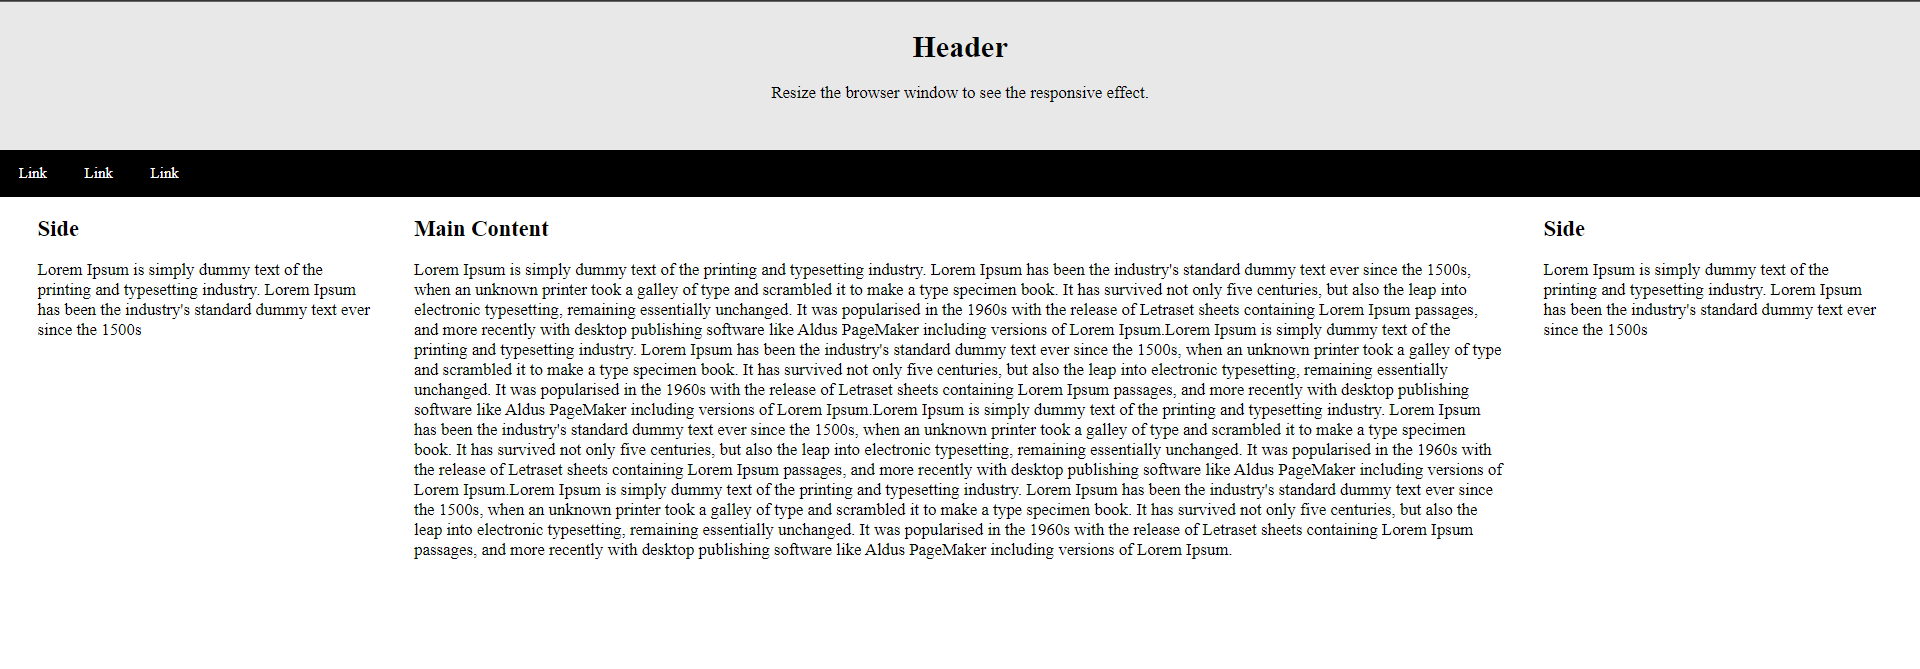 Header
Resize the browser window to see the responsive effect.
Link Link Link
Side
Lorem Ipsum is simply dummy text of the
printing and typesetting industry. Lorem Ipsum
has been the industry's standard dummy text ever
since the 1500s
Main Content
Lorem Ipsum is simply dummy text of the printing and typesetting industry. Lorem Ipsum has been the industry's standard dummy text ever since the 1500s,
when an unknown printer took a galley of type and scrambled it to make a type specimen book. It has survived not only five centuries, but also the leap into
electronic typesetting, remaining essentially unchanged. It was popularised in the 1960s with the release of Letraset sheets containing Lorem Ipsum passages,
and more recently with desktop publishing software like Aldus PageMaker including versions of Lorem Ipsum.Lorem Ipsum is simply dummy text of the
printing and typesetting industry. Lorem Ipsum has been the industry's standard dummy text ever since the 1500s, when an unknown printer took a galley of type
and scrambled it to make a type specimen book. It has survived not only five centuries, but also the leap into electronic typesetting, remaining essentially
unchanged. It was popularised in the 1960s with the release of Letraset sheets containing Lorem Ipsum passages, and more recently with desktop publishing
software like Aldus PageMaker including versions of Lorem Ipsum.Lorem Ipsum is simply dummy text of the printing and typesetting industry. Lorem Ipsum
has been the industry's standard dummy text ever since the 1500s, when an unknown printer took a galley of type and scrambled it to make a type specimen
book. It has survived not only five centuries, but also the leap into electronic typesetting, remaining essentially unchanged. It was popularised in the 1960s with
the release of Letraset sheets containing Lorem Ipsum passages, and more recently with desktop publishing software like Aldus PageMaker including versions of
Lorem Ipsum.Lorem Ipsum is simply dummy text of the printing and typesetting industry. Lorem Ipsum has been the industry's standard dummy text ever since
the 1500s, when an unknown printer took a galley of type and scrambled it to make a type specimen book. It has survived not only five centuries, but also the
leap into electronic typesetting, remaining essentially unchanged. It was popularised in the 1960s with the release of Letraset sheets containing Lorem Ipsum
passages, and more recently with desktop publishing software like Aldus PageMaker including versions of Lorem Ipsum.
Side
Lorem Ipsum is simply dummy text of the
printing and typesetting industry. Lorem Ipsum
has been the industry's standard dummy text ever
since the 1500s